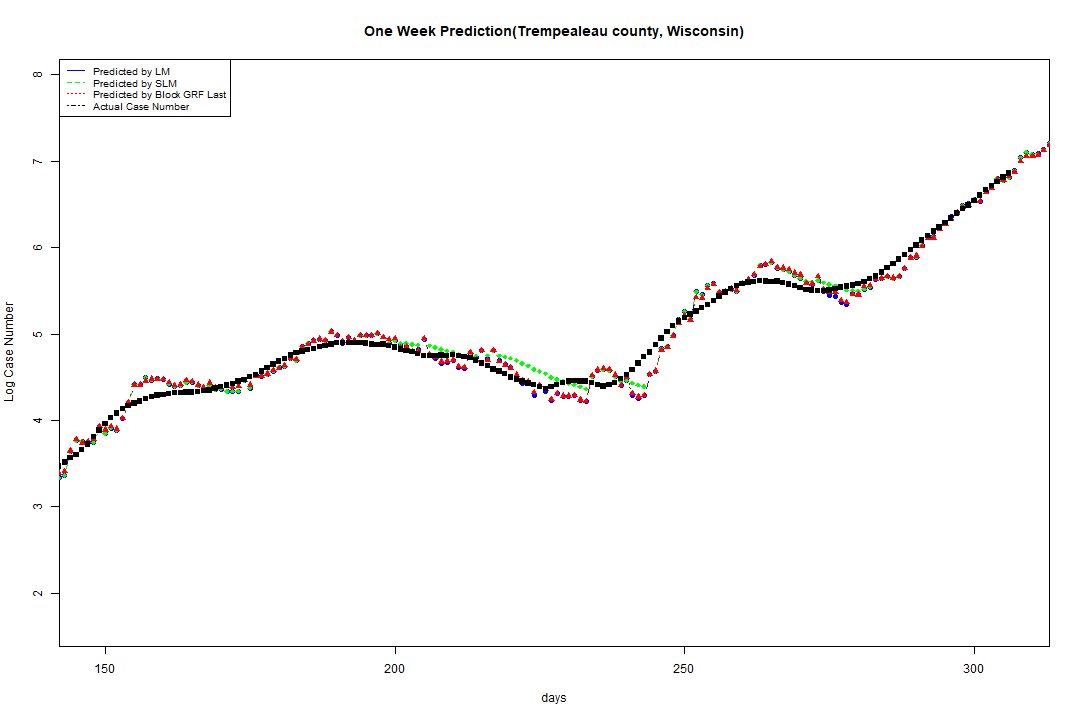 One Week Prediction(Trempealeau county, Wisconsin)
Predicted by LM
Predicted by SLM
Predicted by Block GRF Last
Actual Case Number
8
7
6
5
4
3
2
Log Case Number
150 200 250 300
days